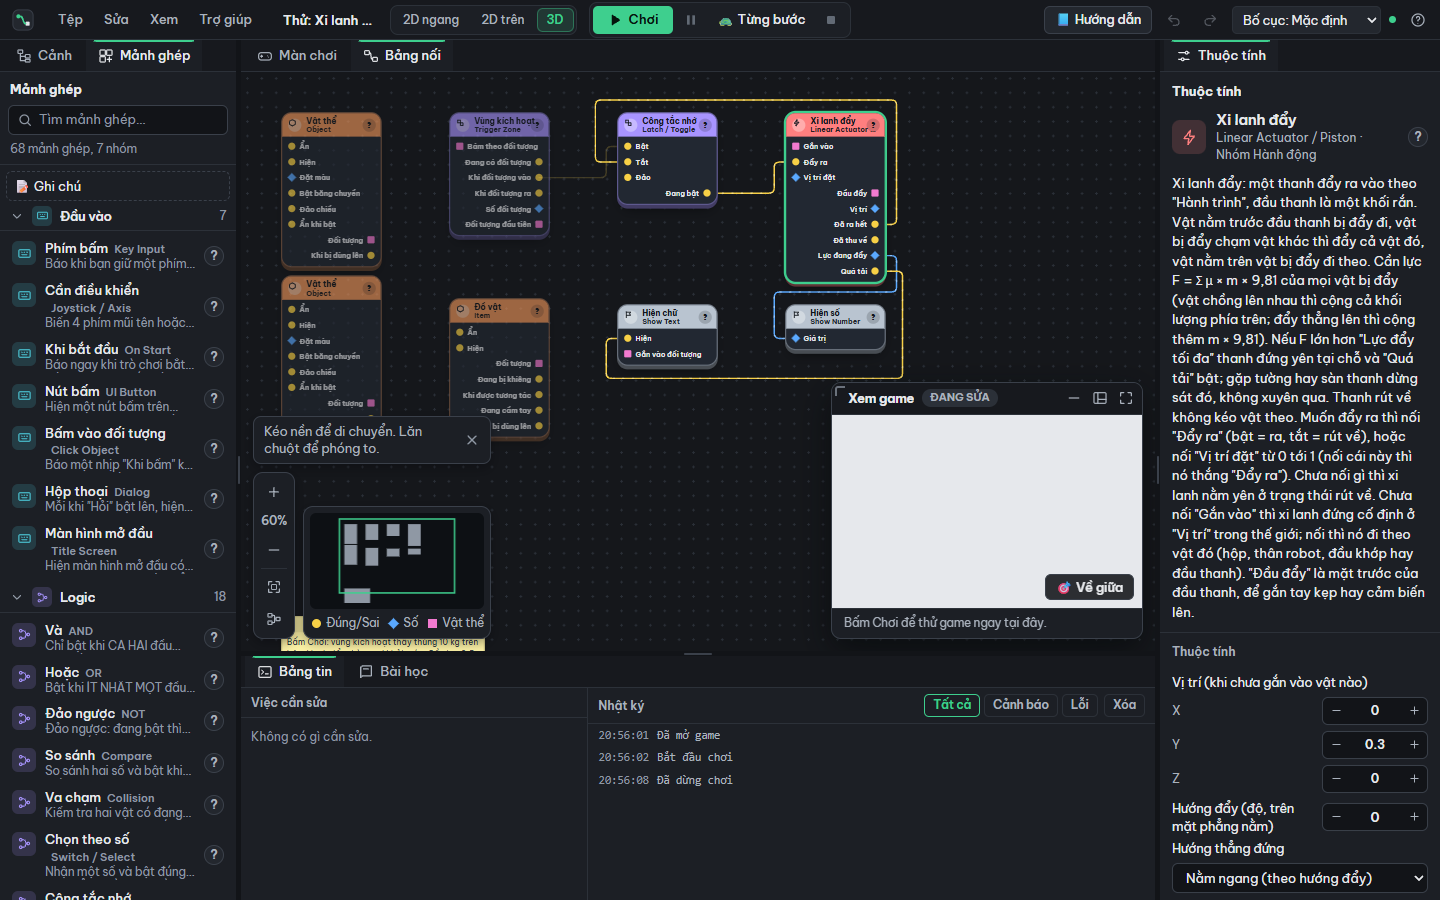 Tệp
Sửa
Xem
Trợ giúp
Thử: Xi lanh ...
2D ngang
2D trên
3D
Chơi
Từng bước
Hướng dẫn
Bố cục: Mặc định
Cảnh
Mảnh ghép
Mảnh ghép
Tìm mảnh ghép...
68 mảnh ghép, 7 nhóm
Ghi chú
Đầu vào
7
Phím bấm Key Input
Báo khi bạn giữ một phím...
Cần điều khiển
Joystick / Axis
Biến 4 phím mũi tên hoặc...
Khi bắt đầu On Start
Báo ngay khi trò chơi bắt...
Nút bấm UI Button
Hiện một nút bấm trên...
Bấm vào đối tượng
Click Object
Báo một nhịp "Khi bấm" k...
Hộp thoại Dialog
Mỗi khi "Hỏi" bật lên, hiện...
Màn hình mở đầu
Title Screen
Hiện màn hình mở đầu có...
Logic
18
Và AND
Chỉ bật khi CẢ HAI đầu...
Hoặc OR
Bật khi ÍT NHẤT MỘT đầu...
Đảo ngược NOT
Đảo ngược: đang bật thì...
So sánh Compare
So sánh hai số và bật khi...
Va chạm Collision
Kiểm tra hai vật có đang...
Chọn theo số
Switch / Select
Nhận một số và bật đúng...
Công tắc nhớ
Màn chơi
Bảng nối
Vật thể
Object
Ẩn
Hiện
Đặt màu
Bật băng chuyền
Đảo chiều
Ẩn khi bật
Đối tượng
Khi bị dùng lên
Vật thể
Object
Ẩn
Hiện
Đặt màu
Bật băng chuyền
Đảo chiều
Ẩn khi bật
Đối tượng
Vùng kích hoạt
Trigger Zone
Bám theo đối tượng
Đang có đối tượng
Khi đối tượng vào
Khi đối tượng ra
Số đối tượng
Đối tượng đầu tiên
Đồ vật
Item
Ẩn
Hiện
Đối tượng
Đang bị khiêng
Khi được tương tác
Đang cầm tay
bị dùng lên
Công tắc nhớ
Latch / Toggle
Bật
Tắt
Đảo
Đang bật
Xi lanh đẩy
Linear Actuator ...
Gắn vào
Đẩy ra
Vị trí đặt
Đầu đẩy
Vị trí
Đã ra hết
Đã thu về
Lực đang đẩy
Quá tải
Hiện chữ
Show Text
Hiện
Gắn vào đối tượng
Hiện số
Show Number
Giá trị
Kéo nền để di chuyển. Lăn
chuột để phóng to.
60%
Đúng/Sai
Số
Vật thể
Bấm Chơi: vùng kích hoạt thấy thùng 10 kg trên
Xem game
ĐANG SỬA
Về giữa
Bấm Chơi để thử game ngay tại đây.
Bảng tin
Bài học
Việc cần sửa
Không có gì cần sửa.
Nhật ký
Tất cả
Cảnh báo
Lỗi
Xóa
20:56:01 Đã mở game
20:56:02 Bắt đầu chơi
20:56:08 Đã dừng chơi
Thuộc tính
Thuộc tính
Xi lanh đẩy
Linear Actuator / Piston ·
Nhóm Hành động
Xi lanh đẩy: một thanh đẩy ra vào theo
"Hành trình", đầu thanh là một khối rắn.
Vật nằm trước đầu thanh bị đẩy đi, vật
bị đẩy chạm vật khác thì đẩy cả vật đó,
vật nằm trên vật bị đẩy đi theo. Cần lực
F = Σ μ × m × 9,81 của mọi vật bị đẩy
(vật chồng lên nhau thì cộng cả khối
lượng phía trên; đẩy thẳng lên thì cộng
thêm m × 9,81). Nếu F lớn hơn "Lực đẩy
tối đa" thanh đứng yên tại chỗ và "Quá
tải" bật; gặp tường hay sàn thanh dừng
sát đó, không xuyên qua. Thanh rút về
không kéo vật theo. Muốn đẩy ra thì nối
"Đẩy ra" (bật = ra, tắt = rút về), hoặc
nối "Vị trí đặt" từ 0 tới 1 (nối cái này thì
nó thắng "Đẩy ra"). Chưa nối gì thì xi
lanh nằm yên ở trạng thái rút về. Chưa
nối "Gắn vào" thì xi lanh đứng cố định ở
"Vị trí" trong thế giới; nối thì nó đi theo
vật đó (hộp, thân robot, đầu khớp hay
đầu thanh). "Đầu đẩy" là mặt trước của
đầu thanh, để gắn tay kẹp hay cảm biến
lên.
Thuộc tính
Vị trí (khi chưa gắn vào vật nào)
X
0
Y
0.3
Z
0
Hướng đẩy (độ, trên
mặt phẳng nằm)
0
Hướng thẳng đứng
Nằm ngang (theo hướng đẩy)